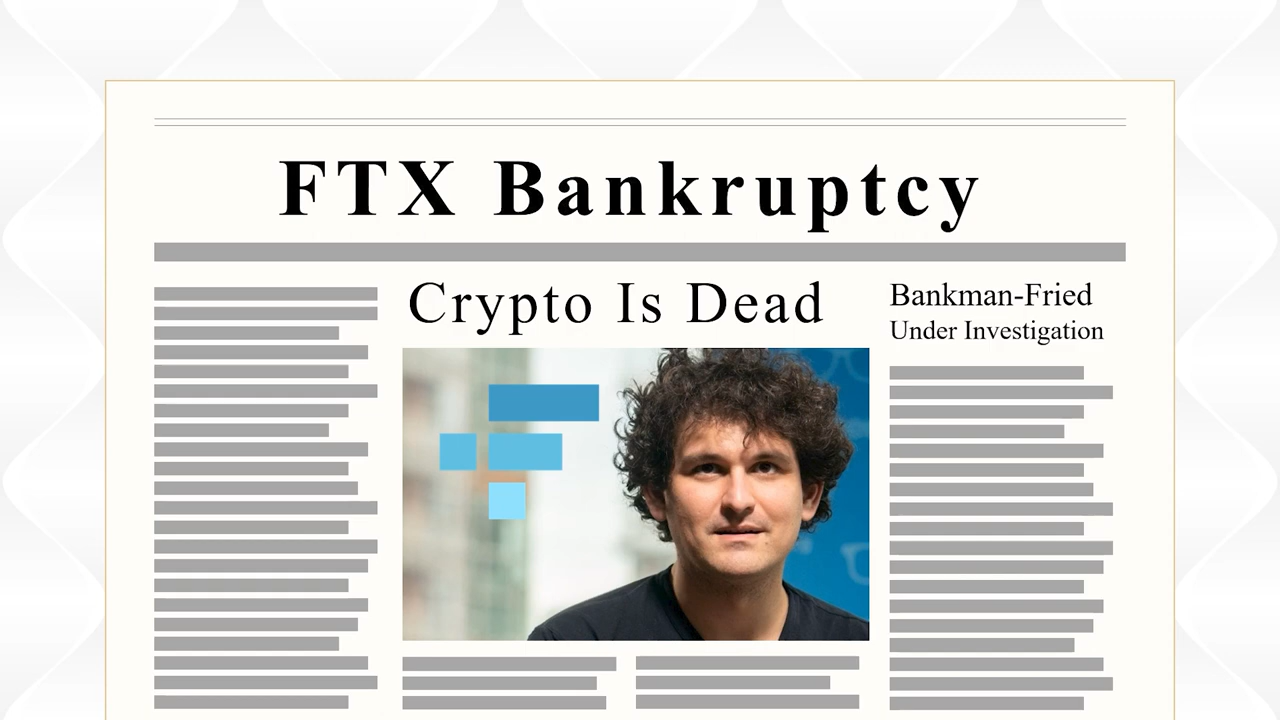 FTX Bankruptcy
Crypto Is Dead
Bankman-Fried
Under Investigation